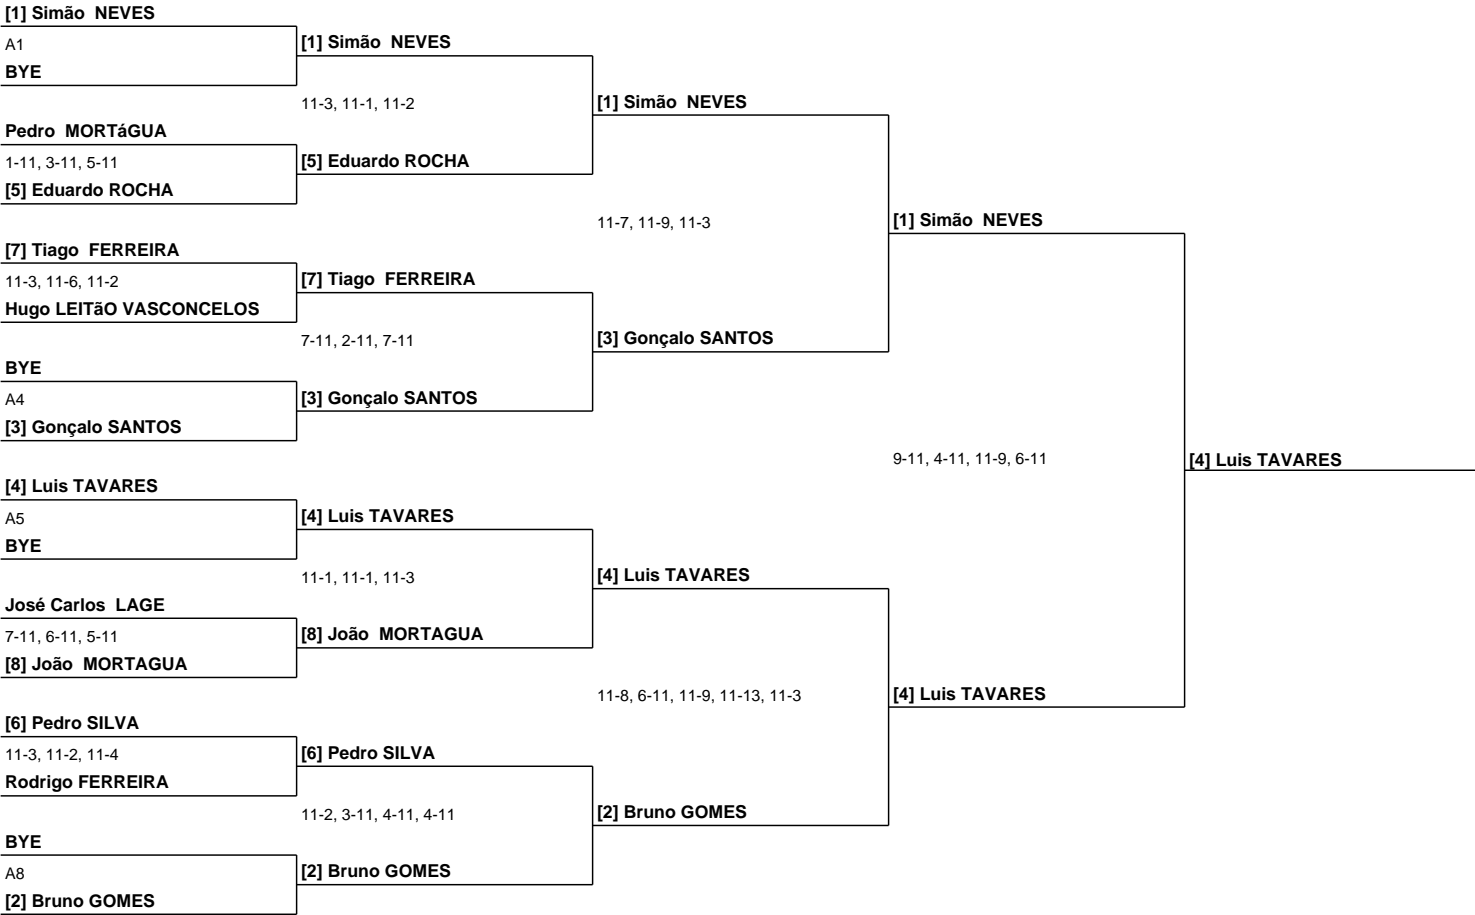 [1] Simão  NEVES
A1
BYE
[1] Simão  NEVES
11-3, 11-1, 11-2
Pedro  MORTáGUA
1-11, 3-11, 5-11
[5] Eduardo ROCHA
[5] Eduardo ROCHA
[1] Simão  NEVES
11-7, 11-9, 11-3
[7] Tiago  FERREIRA
11-3, 11-6, 11-2
Hugo LEITãO VASCONCELOS
[7] Tiago  FERREIRA
7-11, 2-11, 7-11
BYE
A4
[3] Gonçalo SANTOS
[3] Gonçalo SANTOS
[3] Gonçalo SANTOS
[1] Simão  NEVES
9-11, 4-11, 11-9, 6-11
[4] Luis TAVARES
[4] Luis TAVARES
A5
BYE
[4] Luis TAVARES
11-1, 11-1, 11-3
José Carlos  LAGE
7-11, 6-11, 5-11
[8] João  MORTAGUA
[8] João  MORTAGUA
[4] Luis TAVARES
11-8, 6-11, 11-9, 11-13, 11-3
[4] Luis TAVARES
[6] Pedro SILVA
11-3, 11-2, 11-4
Rodrigo FERREIRA
[6] Pedro SILVA
11-2, 3-11, 4-11, 4-11
BYE
A8
[2] Bruno GOMES
[2] Bruno GOMES
[2] Bruno GOMES